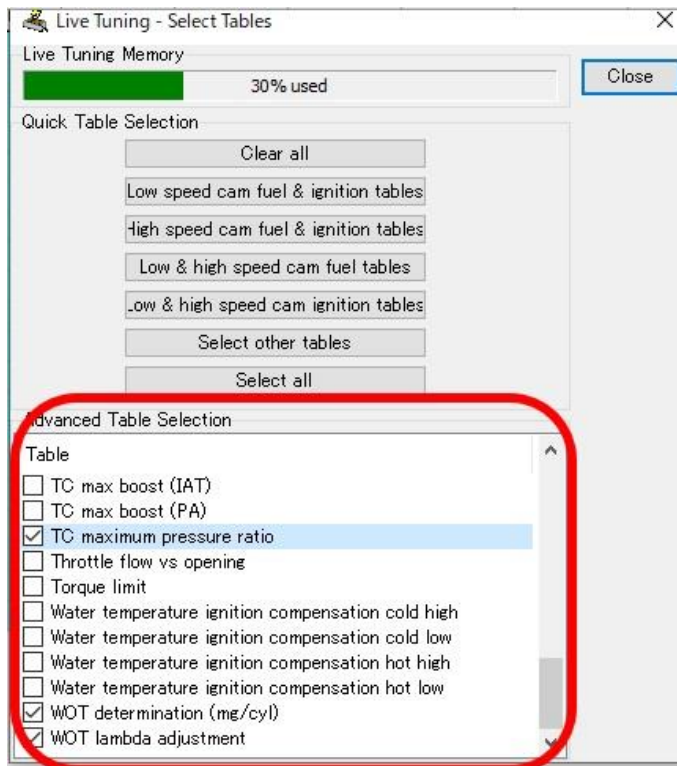 Live Tuning - Select Tables
Live Tuning Memory
30% used
Close
Quick Table Selection
Clear all
Low speed cam fuel & ignition tables
High speed cam fuel & ignition tables
Low & high speed cam fuel tables
Low & high speed cam ignition tables
Select other tables
Select all
Advanced Table Selection
Table
TC max boost (IAT)
TC max boost (PA)
TC maximum pressure ratio
Throttle flow vs opening
Torque limit
Water temperature ignition compensation cold high
Water temperature ignition compensation cold low
Water temperature ignition compensation hot high
Water temperature ignition compensation hot low
WOT determination (mg/cyl)
WOT lambda adjustment